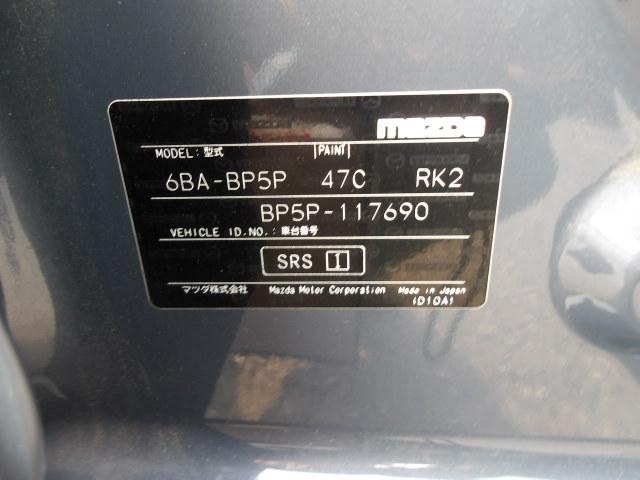 mazda
MODEL: 型式 PAINT
6BA-BP5P 47C RK2
BP5P-117690
VEHICLE ID.NO.: 車台番号
SRS I
マツダ株式会社 Mazda Motor Corporation Made in Japan
(D10A)